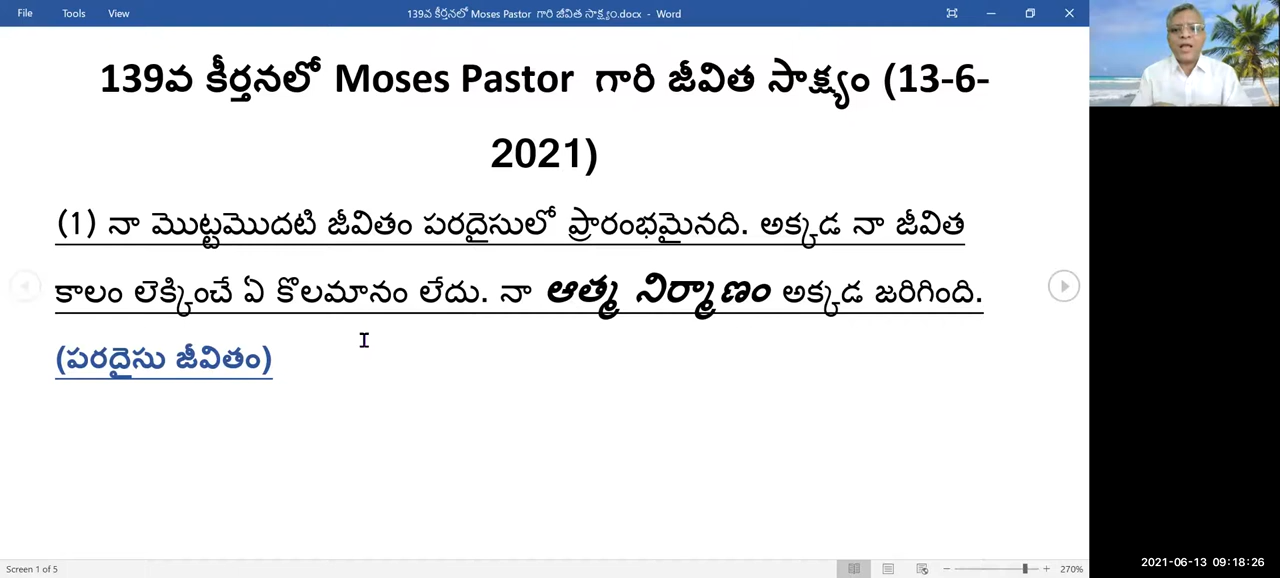 File Tools View 139వ కీర్తనలో Moses Pastor గారి జీవిత సాక్ష్యం.docx - Word
139వ కీర్తనలో Moses Pastor గారి జీవిత సాక్ష్యం (13-6-
2021)
(1) నా మొట్టమొదటి జీవితం పరదైసులో ప్రారంభమైనది. అక్కడ నా జీవిత
కాలం లెక్కించే ఏ కొలమానం లేదు. నా ఆత్మ నిర్మాణం అక్కడ జరిగింది.
(పరదైసు జీవితం)
2021-06-13 09:18:26
Screen 1 of 5 270%